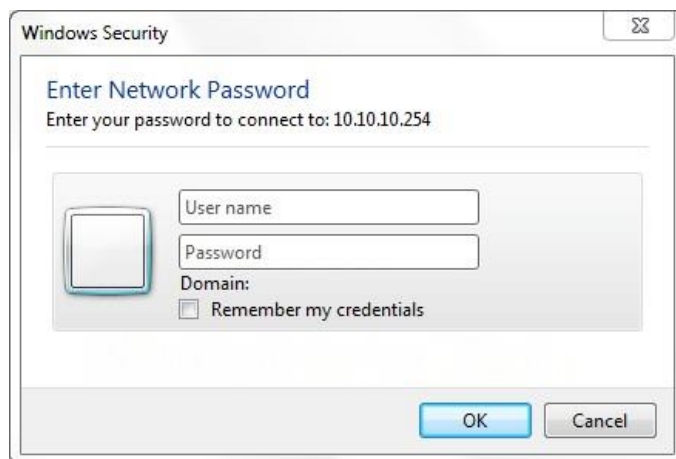 Windows Security
Enter Network Password
Enter your password to connect to: 10.10.10.254
User name
Password
Domain:
Remember my credentials
OK Cancel